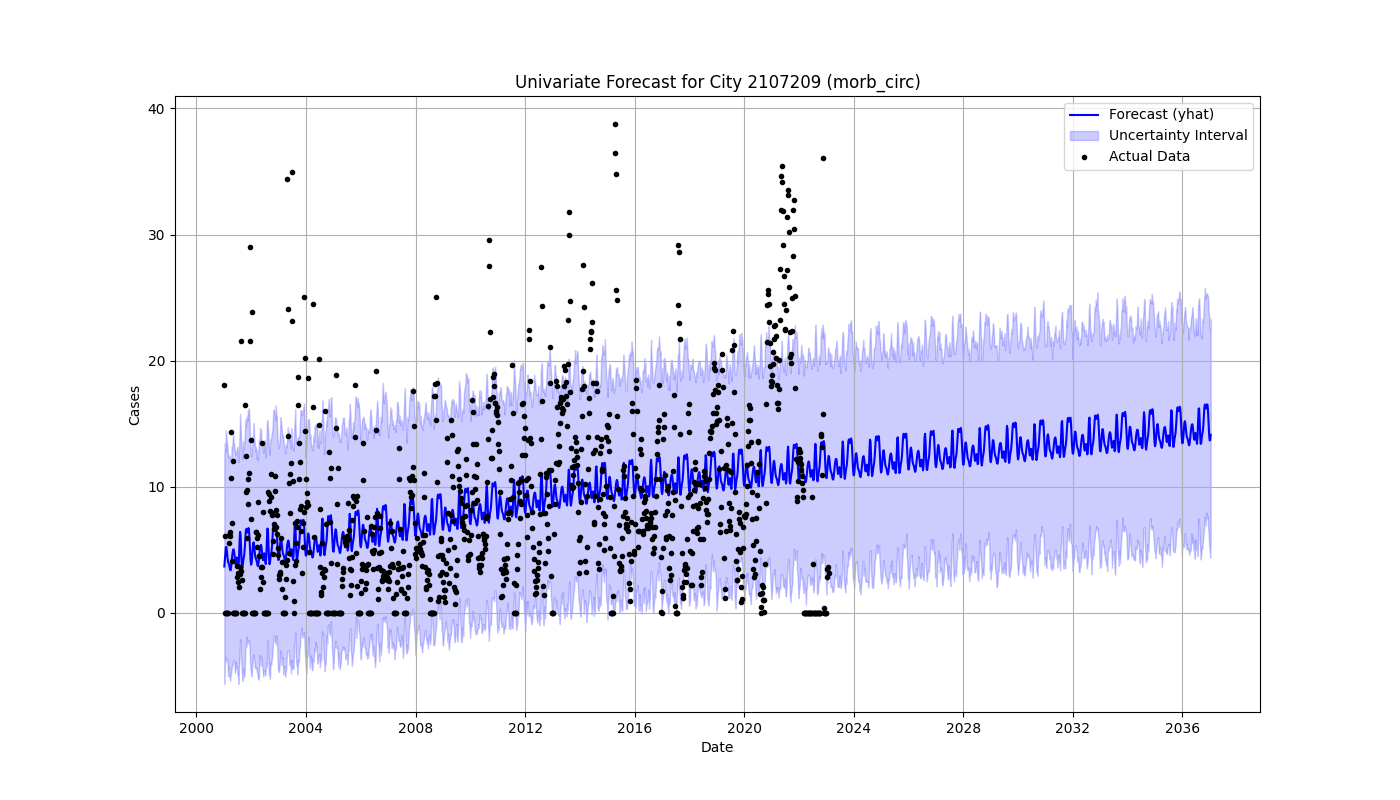 Univariate Forecast for City 2107209 (morb_circ)
Forecast (yhat)
Uncertainty Interval
Actual Data
Cases
40
30
20
10
0
2000 2004 2008 2012 2016 2020 2024 2028 2032 2036
Date